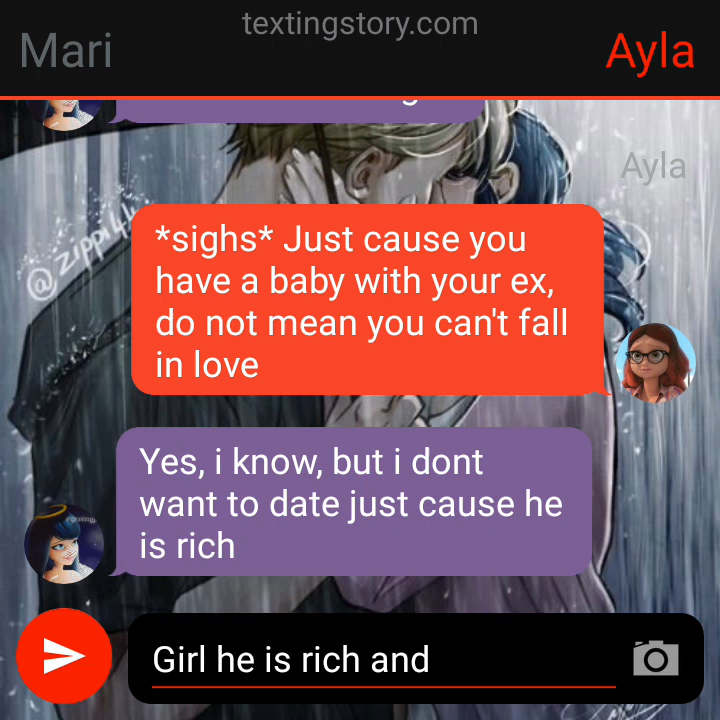 textingstory.com
Mari
Ayla
Ayla
@zippi4h
*sighs* Just cause you
have a baby with your ex,
do not mean you can't fall
in love
Yes, i know, but i dont
want to date just cause he
is rich
Girl he is rich and